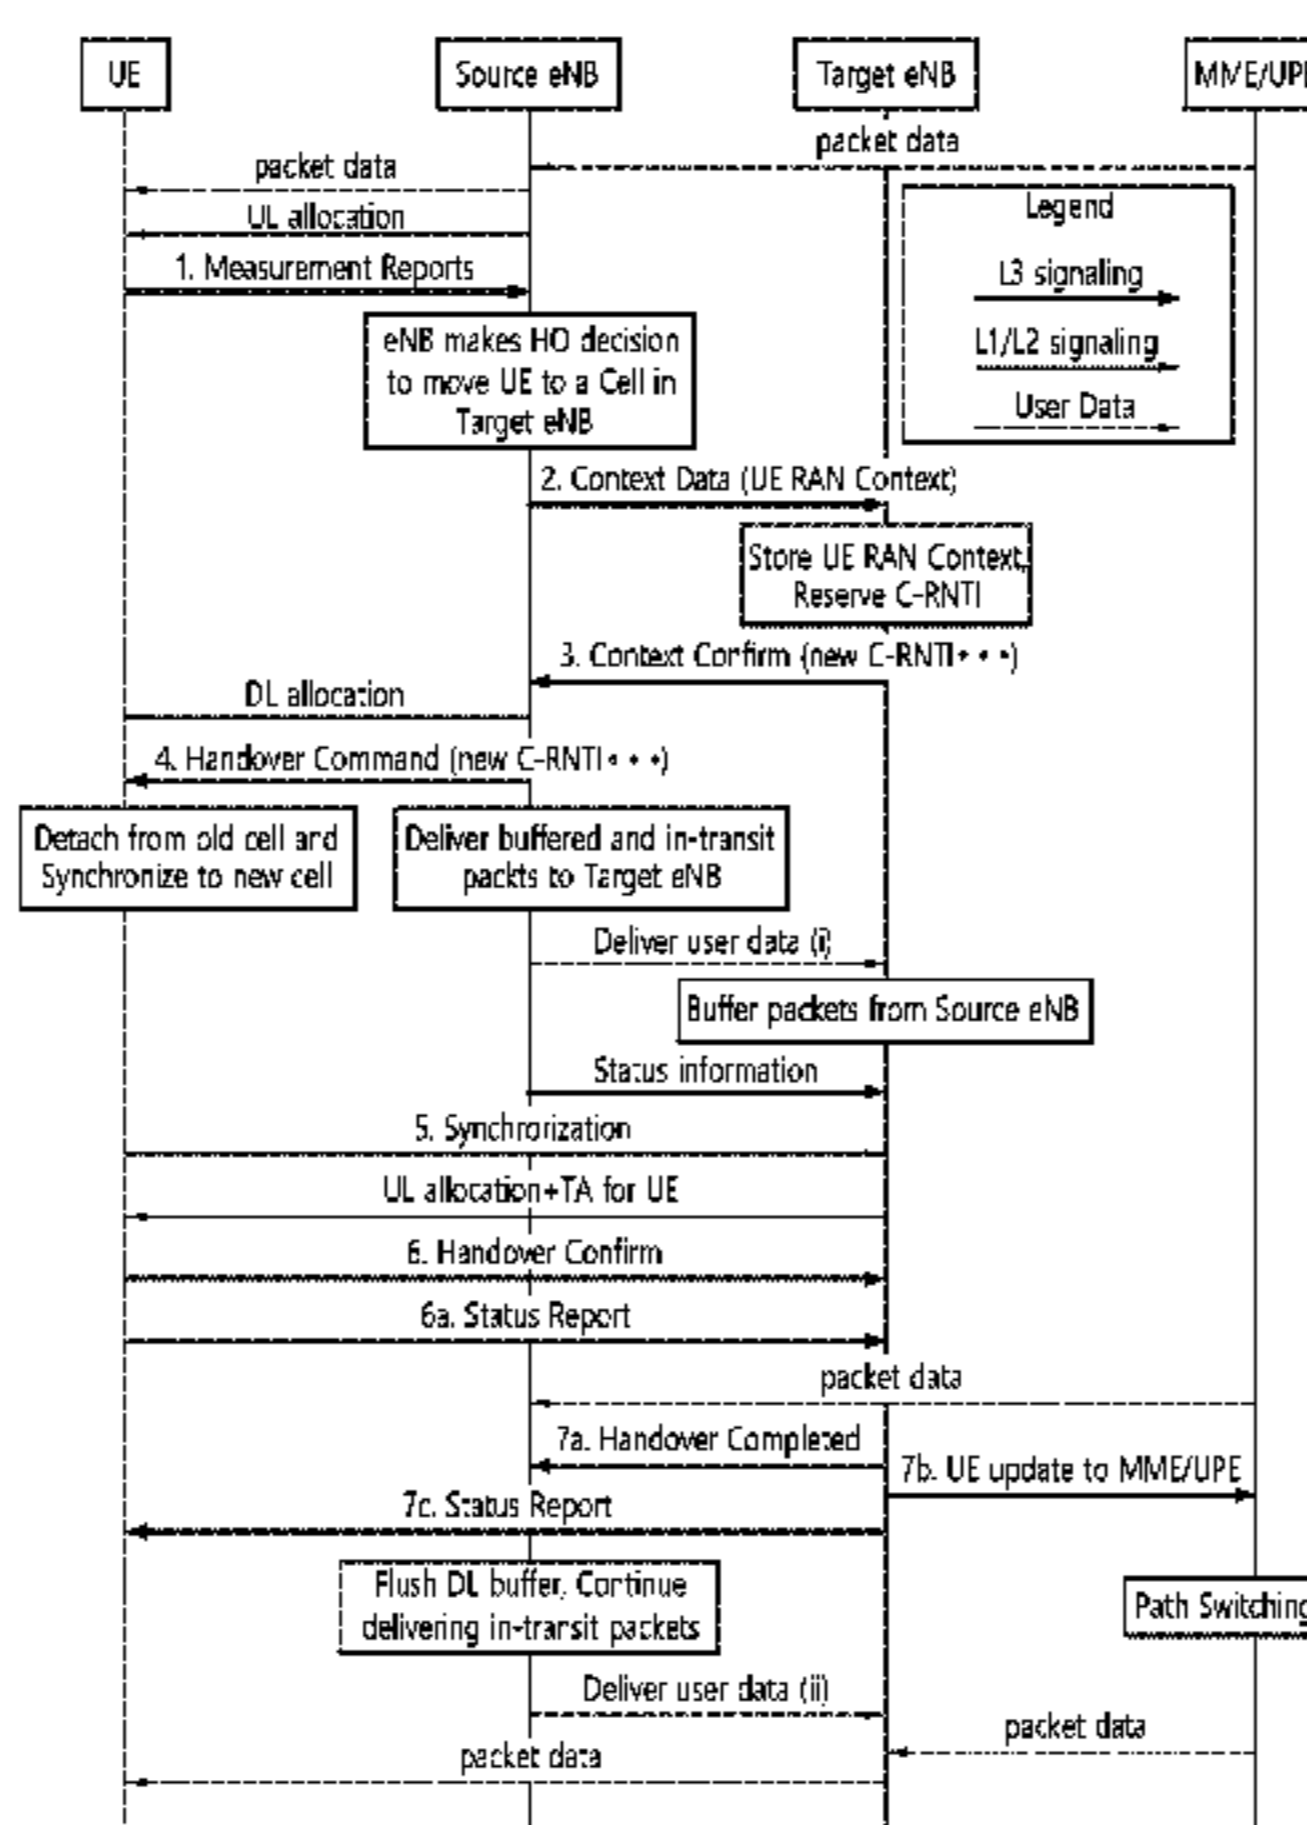 UE
Source eNB
Target eNB
MME/UPE
packet data
packet data
UL allocation
1. Measurement Reports
Legend
L3 signaling
L1/L2 signaling
User Data
eNB makes HO decision
to move UE to a Cell in
Target eNB
2. Context Data (UE RAN Context)
Store UE RAN Context,
Reserve C-RNTI
3. Context Confirm (new C-RNTI•••)
DL allocation
4. Handover Command (new C-RNTI•••)
Detach from old cell and
Synchronize to new cell
Deliver buffered and in-transit
packts to Target eNB
Deliver user data (i)
Buffer packets from Source eNB
Status information
5. Synchronization
UL allocation+TA for UE
6. Handover Confirm
6a. Status Report
packet data
7a. Handover Completed
7b. UE update to MME/UPE
7c. Status Report
Flush DL buffer, Continue
delivering in-transit packets
Path Switching
Deliver user data (ii)
packet data
packet data